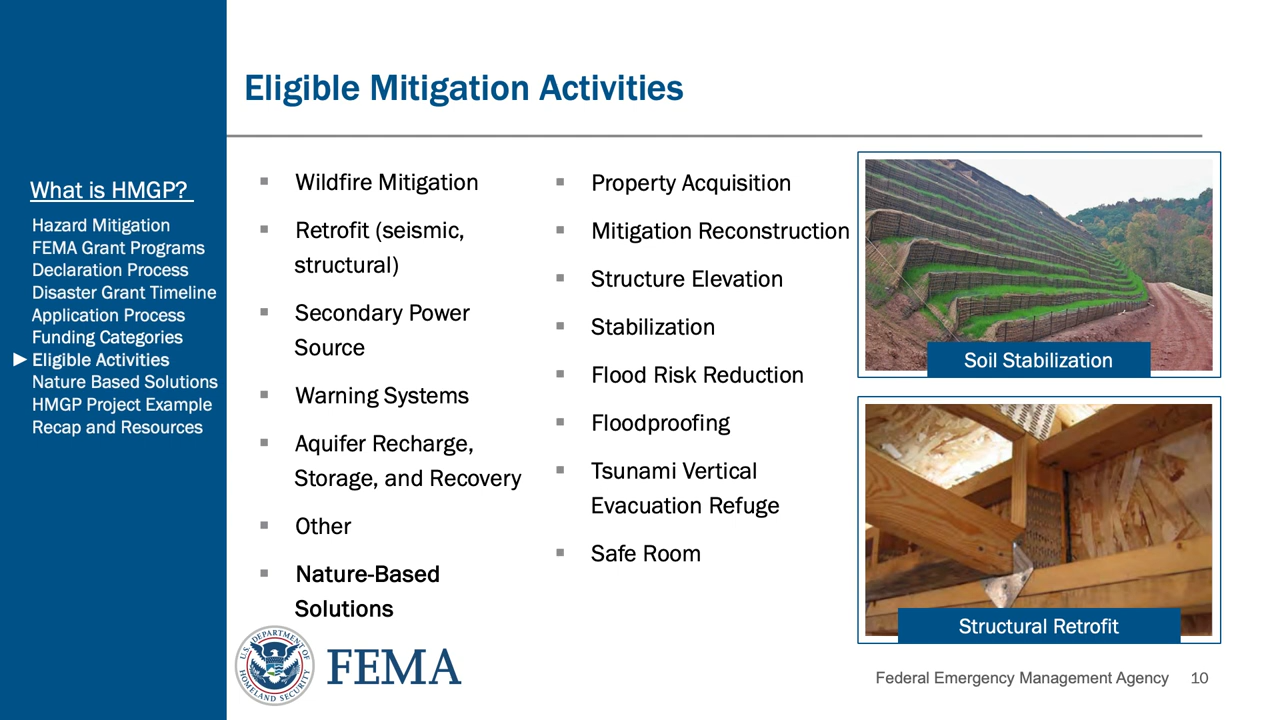 Eligible Mitigation Activities
What is HMGP?
Hazard Mitigation
FEMA Grant Programs
Declaration Process
Disaster Grant Timeline
Application Process
Funding Categories
Eligible Activities
Nature Based Solutions
HMGP Project Example
Recap and Resources
Wildfire Mitigation
Retrofit (seismic,
structural)
Secondary Power
Source
Warning Systems
Aquifer Recharge,
Storage, and Recovery
Other
Nature-Based
Solutions
Property Acquisition
Mitigation Reconstruction
Structure Elevation
Stabilization
Flood Risk Reduction
Floodproofing
Tsunami Vertical
Evacuation Refuge
Safe Room
Soil Stabilization
Structural Retrofit
U.S. DEPARTMENT OF
HOMELAND SECURITY
FEMA
Federal Emergency Management Agency 10